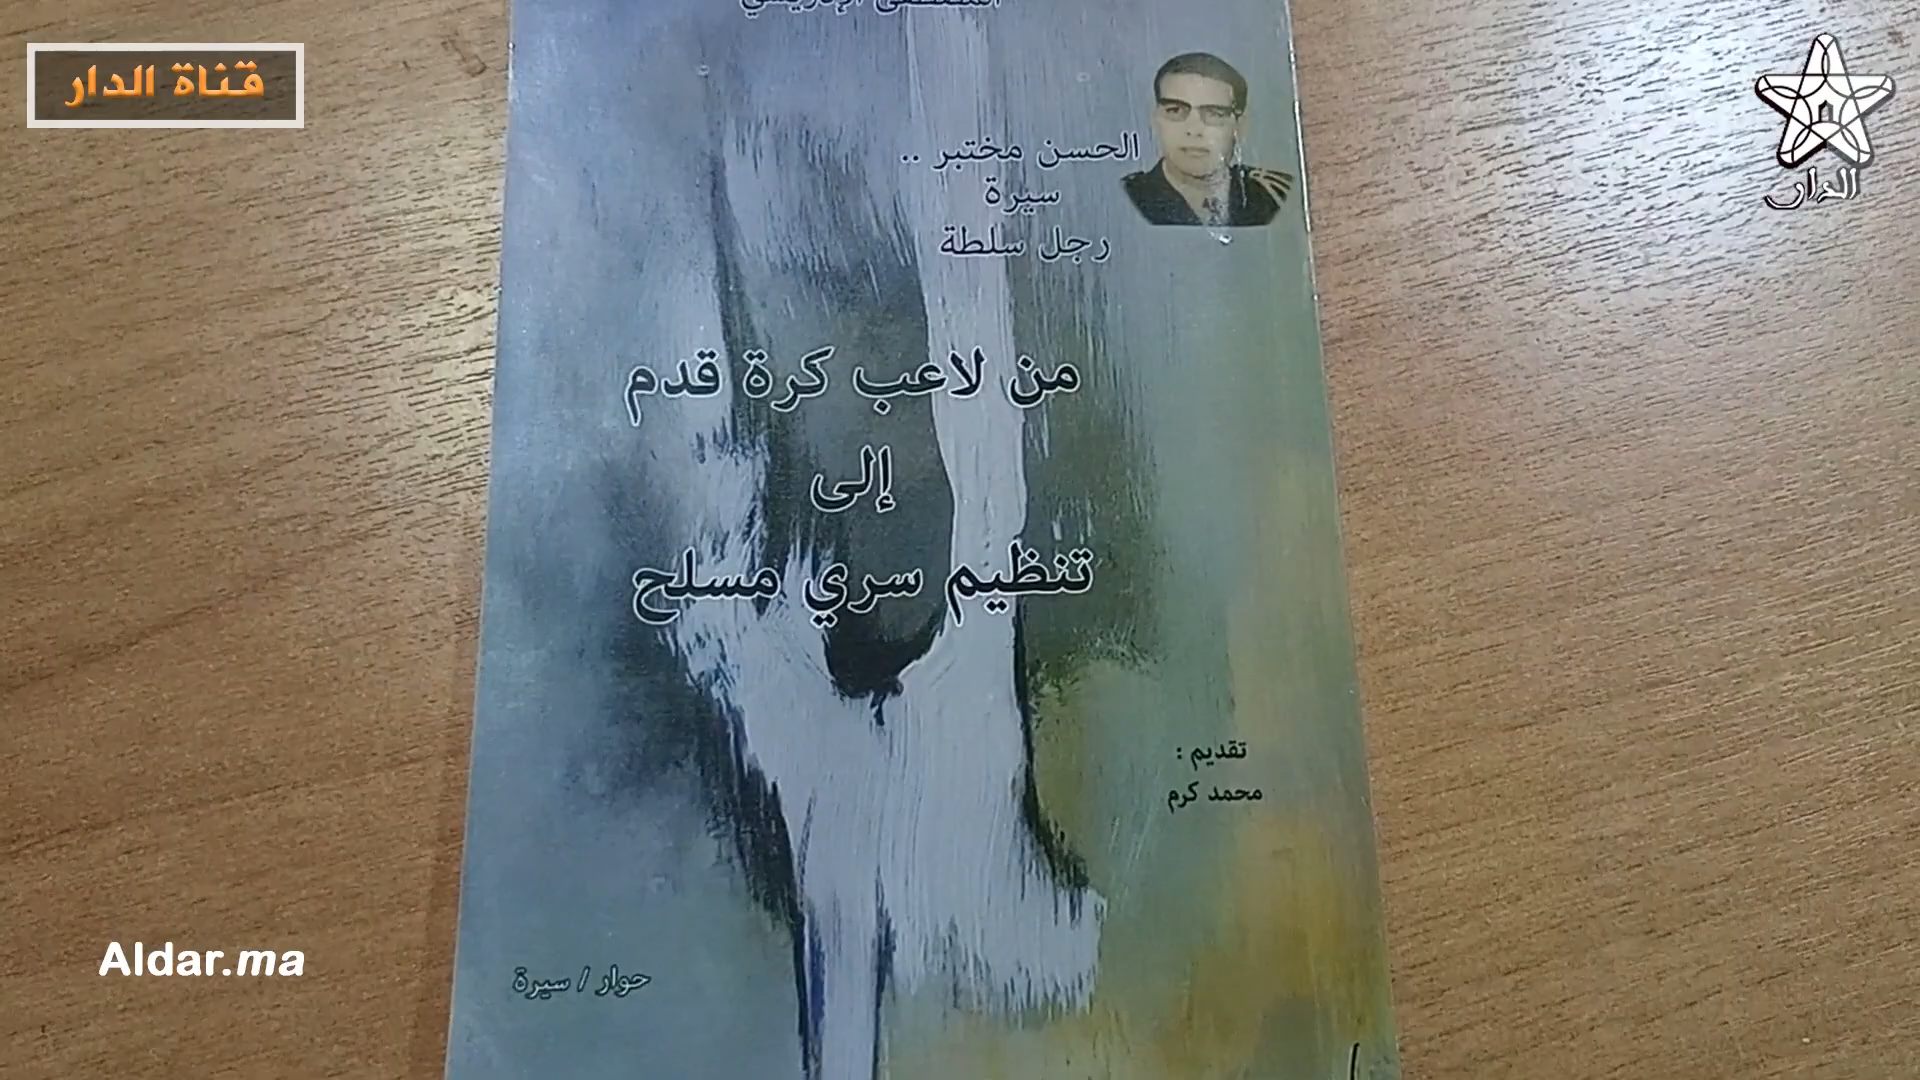 الإدريسي
قناة الدار
الدار
الحسن مختبر ..
سيرة
رجل سلطة
من لاعب كرة قدم
إلى
تنظيم سري مسلح
تقديم :
محمد كرم
حوار / سيرة
Aldar.ma